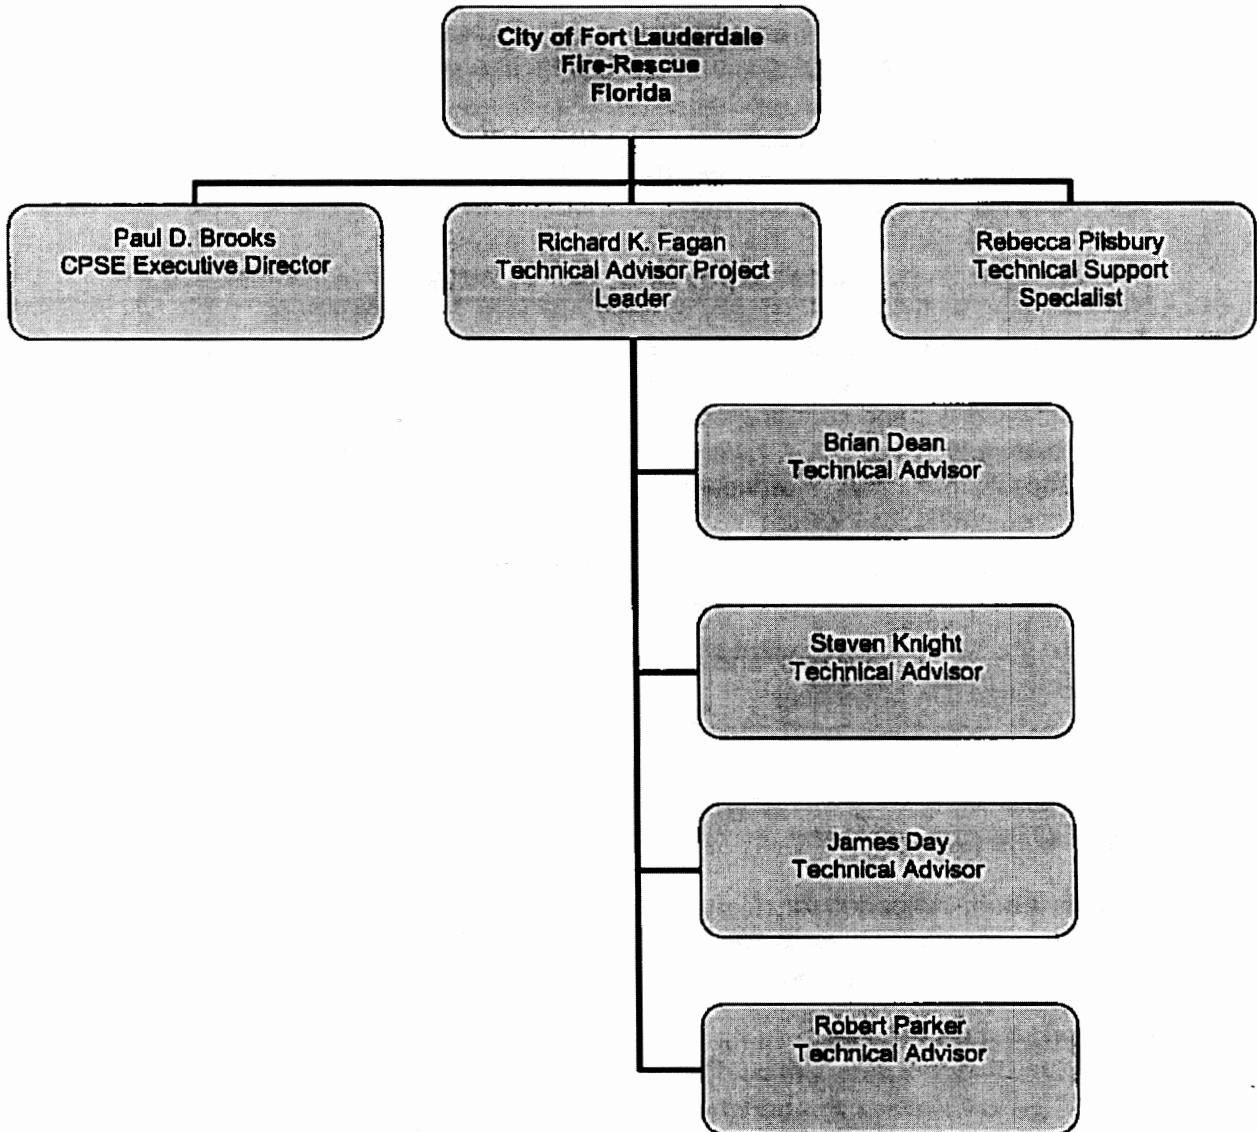 City of Fort Lauderdale
Fire-Rescue
Florida
Paul D. Brooks
CPSE Executive Director
Richard K. Fagan
Technical Advisor Project
Leader
Rebecca Pilsbury
Technical Support
Specialist
Brian Dean
Technical Advisor
Steven Knight
Technical Advisor
James Day
Technical Advisor
Robert Parker
Technical Advisor